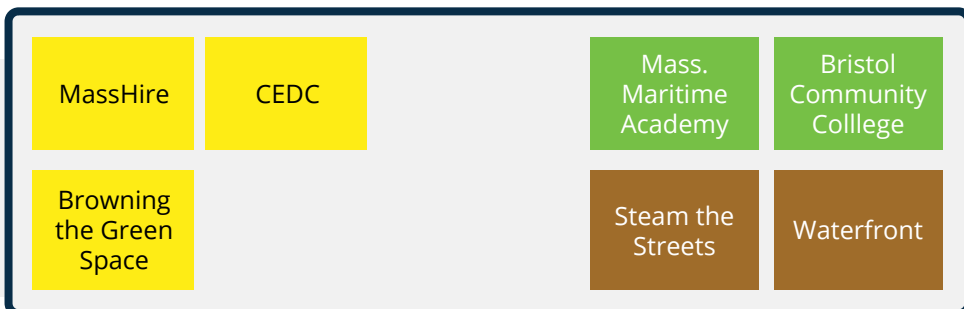 MassHire
CEDC
Mass.
Maritime
Academy
Bristol
Community
Colllege
Browning
the Green
Space
Steam the
Streets
Waterfront